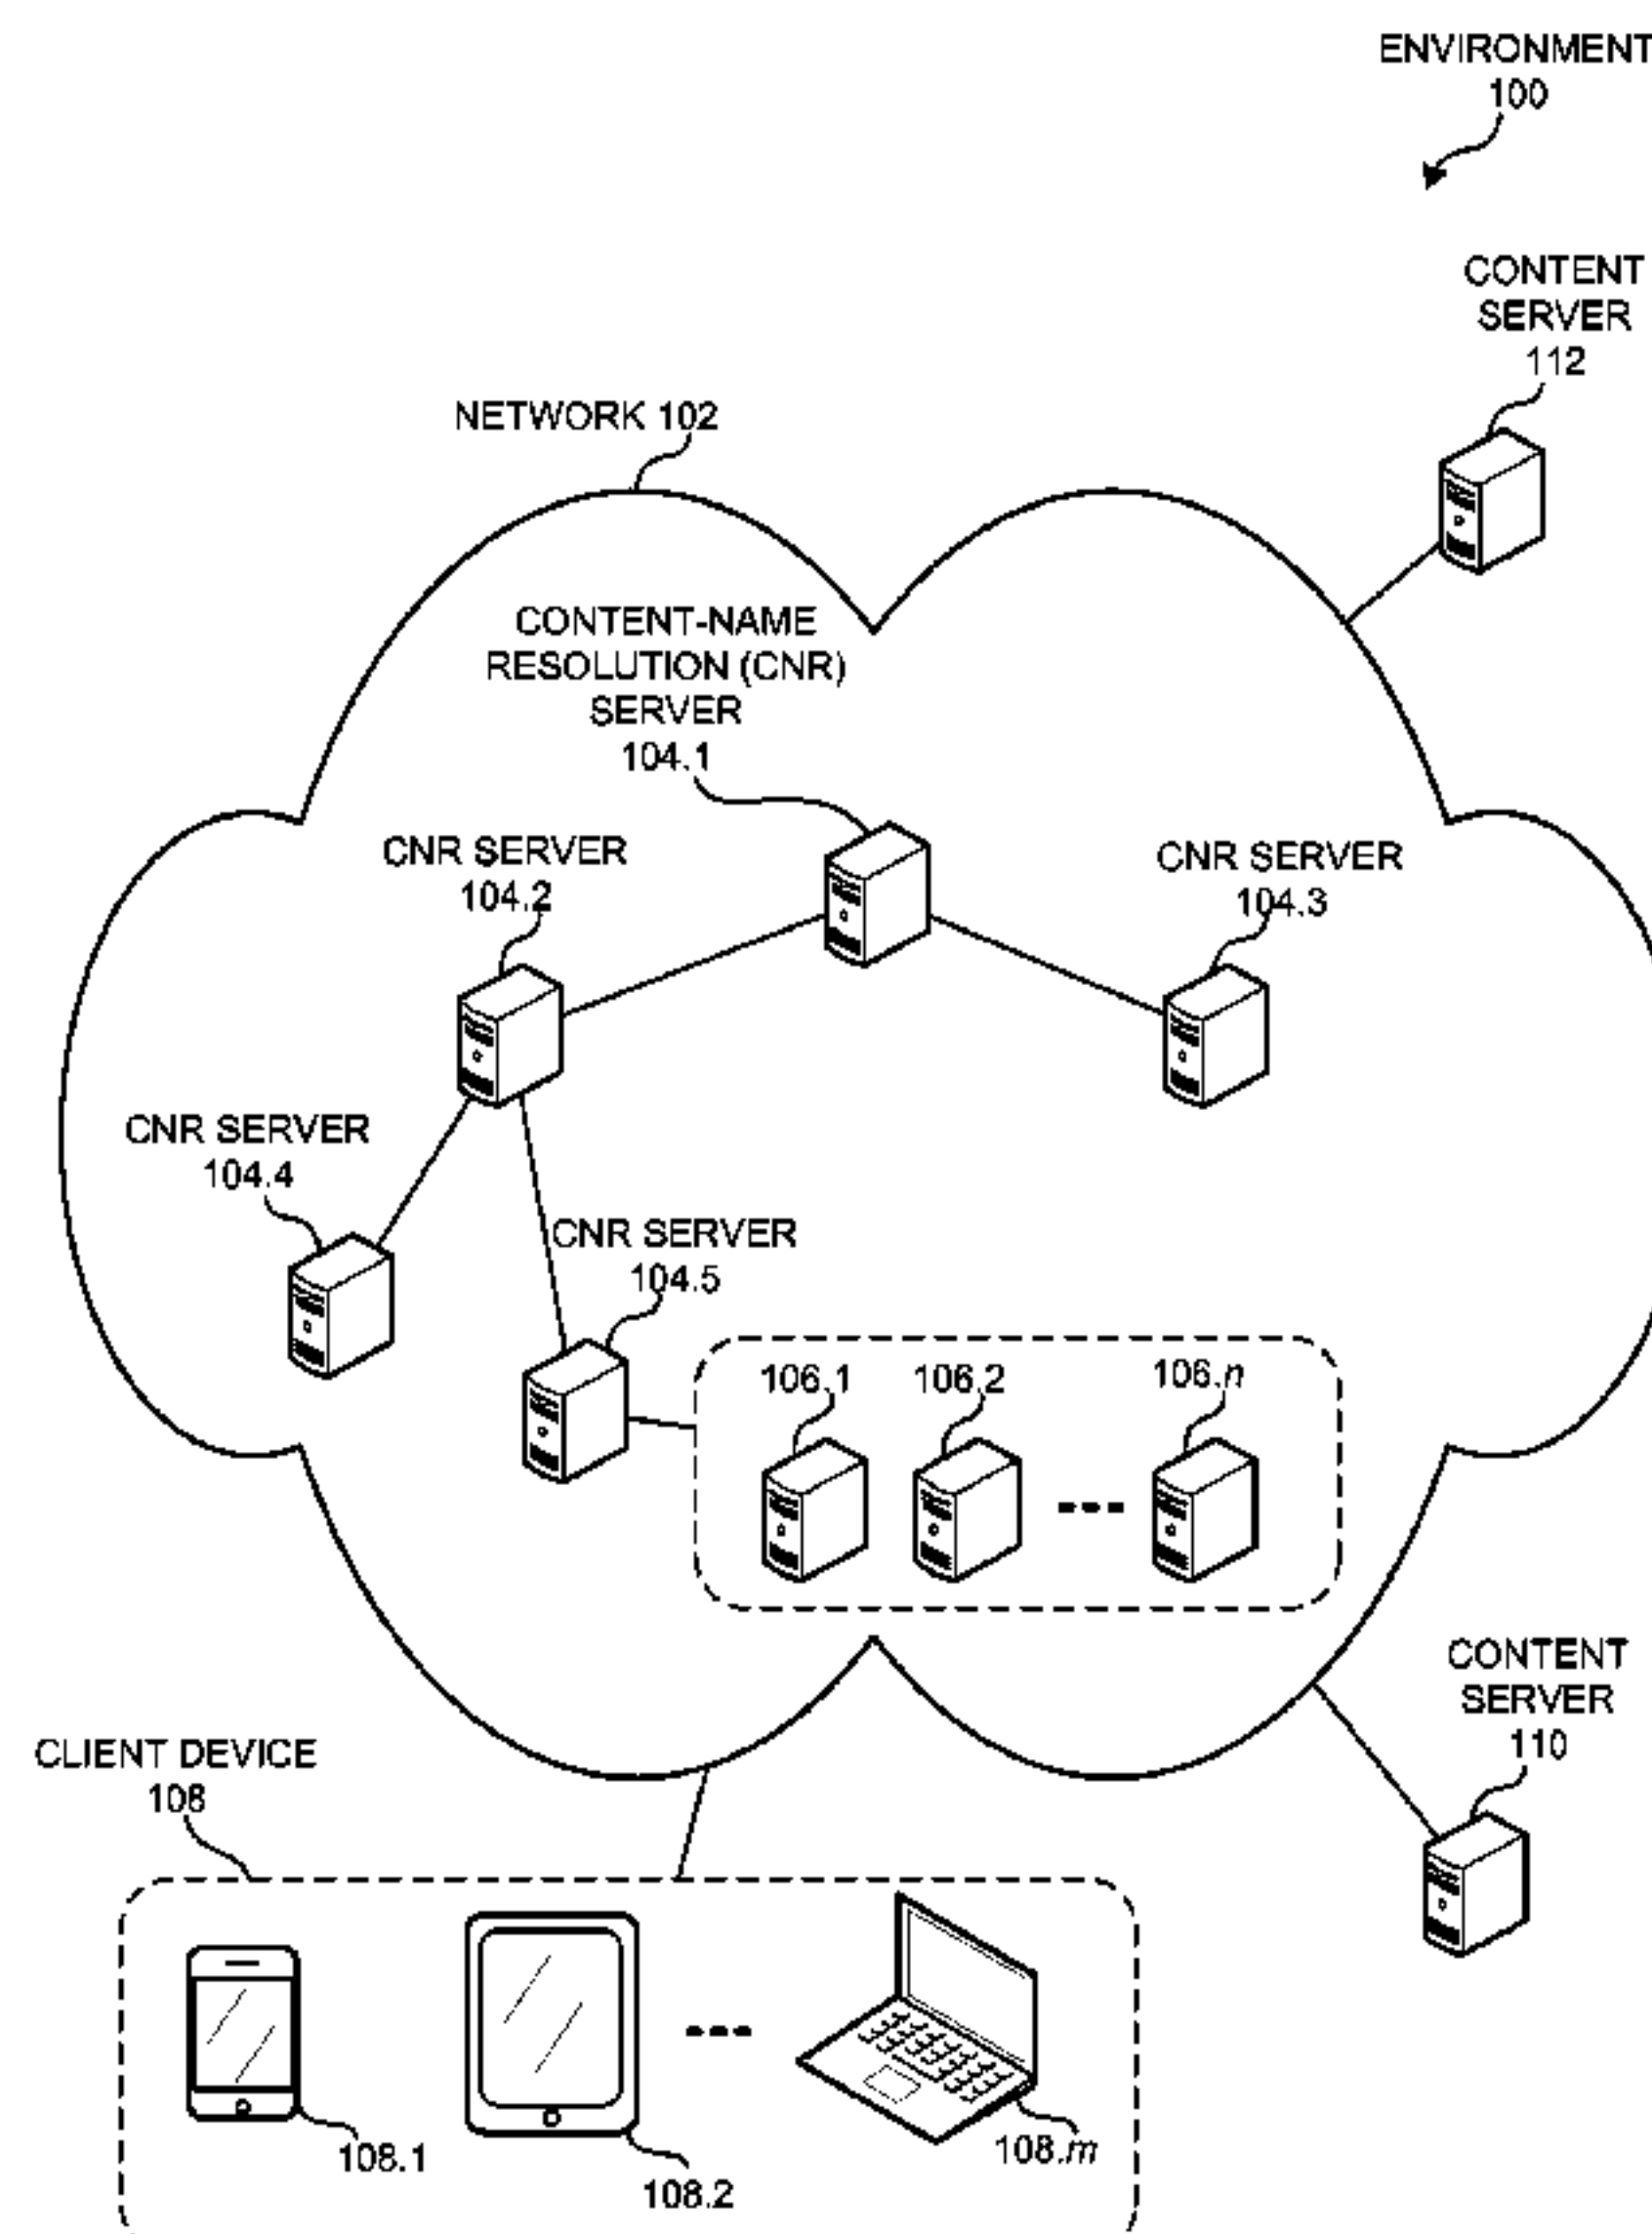 ENVIRONMENT
100
CONTENT
SERVER
112
NETWORK 102
CONTENT-NAME
RESOLUTION (CNR)
SERVER
104.1
CNR SERVER
104.2
CNR SERVER
104.3
CNR SERVER
104.4
CNR SERVER
104.5
106.1
106.2
106.n
CONTENT
SERVER
110
CLIENT DEVICE
108
108.1
108.2
108.m